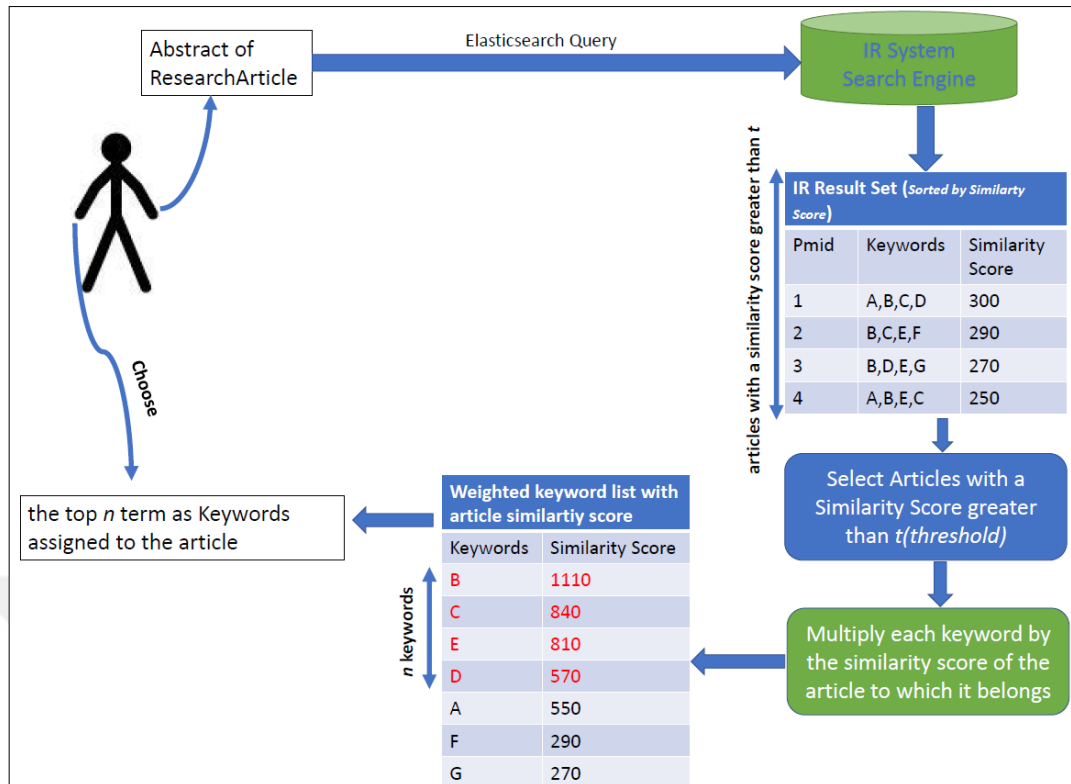 Abstract of
ResearchArticle
Elasticsearch Query
IR System
Search Engine
articles with a similarity score greater than t
IR Result Set (Sorted by Similarty
Score)
Pmid Keywords Similarity
Score
1 A,B,C,D 300
2 B,C,E,F 290
3 B,D,E,G 270
4 A,B,E,C 250
Select Articles with a
Similarity Score greater
than t(threshold)
Multiply each keyword by
the similarity score of the
article to which it belongs
Weighted keyword list with
article similartiy score
Keywords Similarity Score
B 1110
C 840
E 810
D 570
A 550
F 290
G 270
n keywords
the top n term as Keywords
assigned to the article
Choose